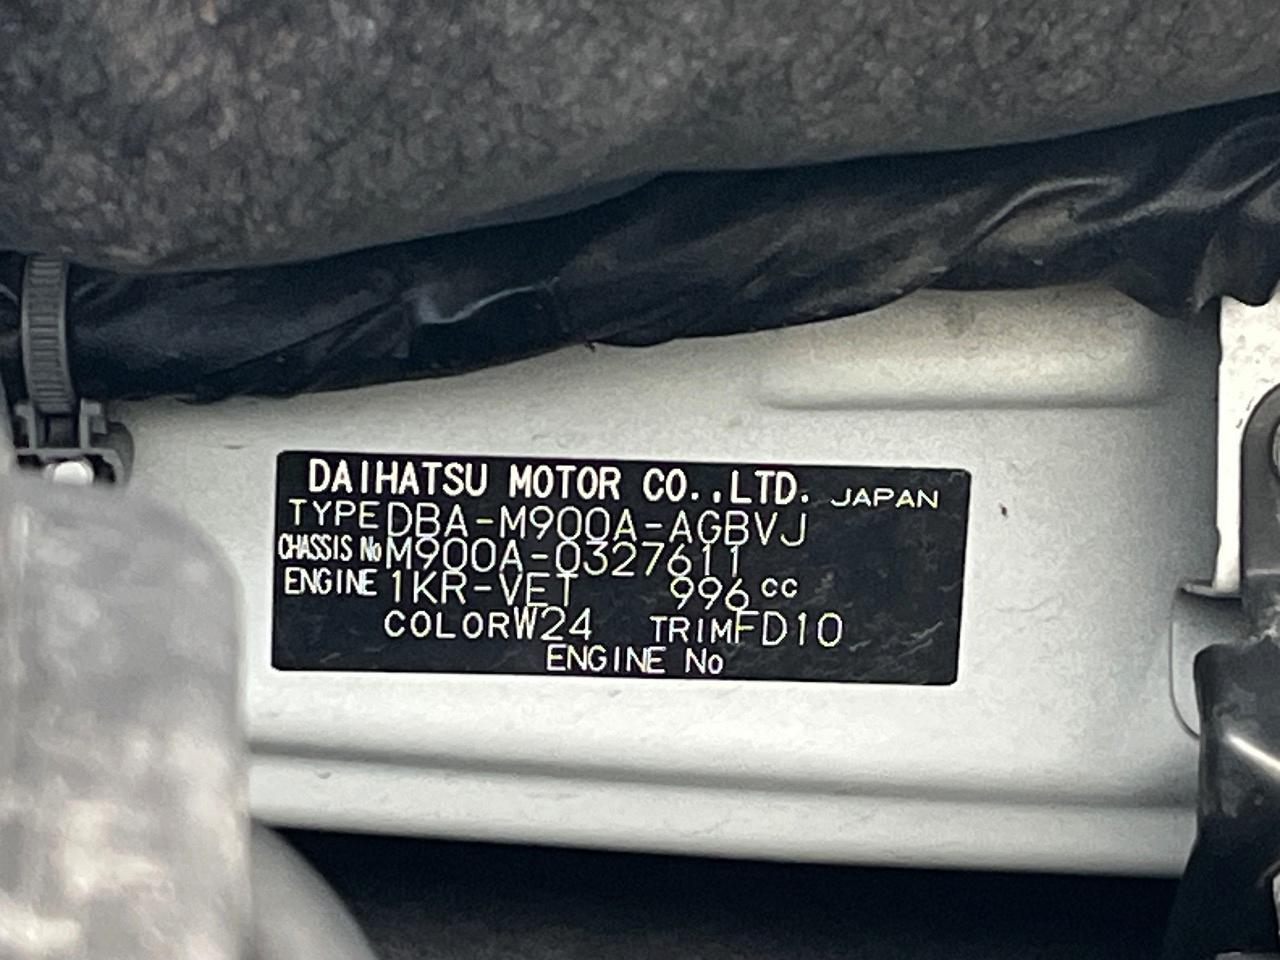 DAIHATSU MOTOR CO.,LTD. JAPAN
TYPE DBA-M900A-AGBVJ
CHASSIS No M900A-0327611
ENGINE 1KR-VET 996cc
COLOR W24 TRIM FD10
ENGINE No